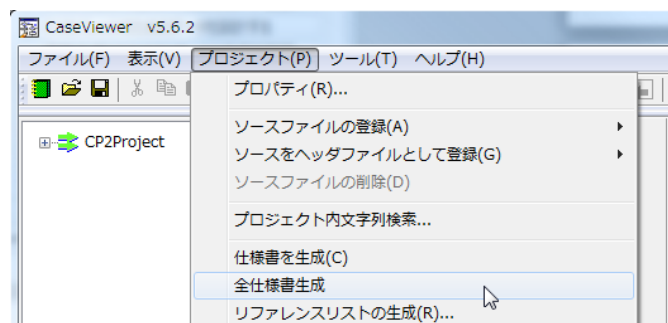 CaseViewer v5.6.2
ファイル(F) 表示(V) プロジェクト(P) ツール(T) ヘルプ(H)
プロパティ(R)...
ソースファイルの登録(A)
CP2Project
ソースをヘッダファイルとして登録(G)
ソースファイルの削除(D)
プロジェクト内文字列検索...
仕様書を生成(C)
全仕様書生成
リファレンスリストの生成(R)...